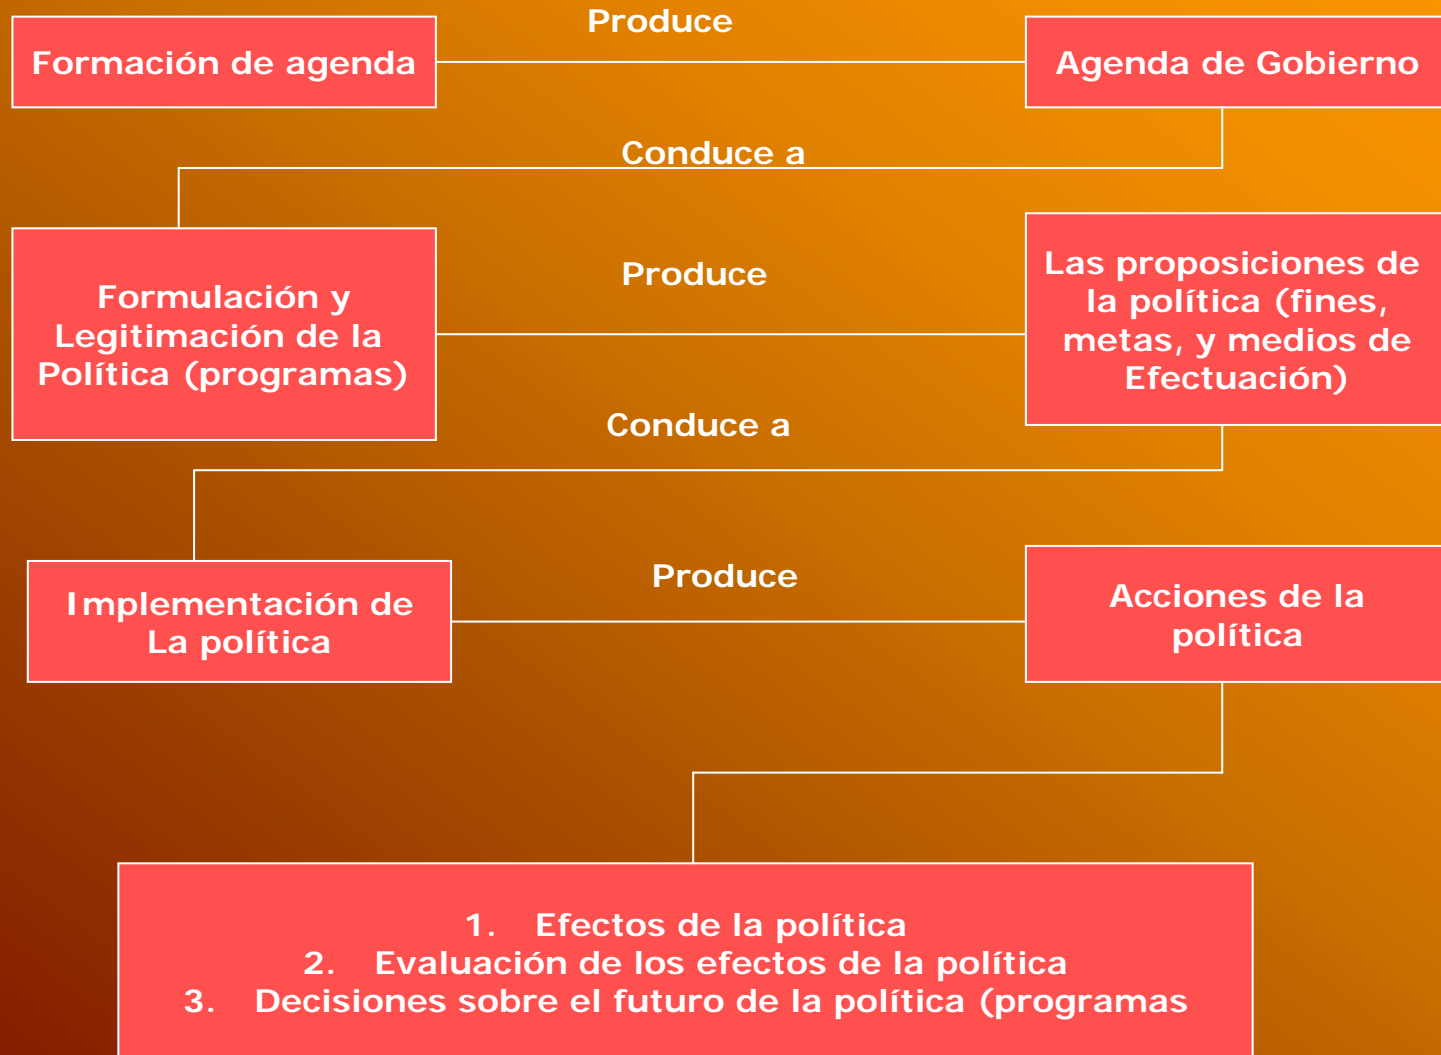 Produce
Formación de agenda
Agenda de Gobierno
Conduce a
Formulación y
Legitimación de la
Política (programas)
Produce
Las proposiciones de
la política (fines,
metas, y medios de
Efectuación)
Conduce a
Implementación de
La política
Produce
Acciones de la
política
1. Efectos de la política
2. Evaluación de los efectos de la política
3. Decisiones sobre el futuro de la política (programas